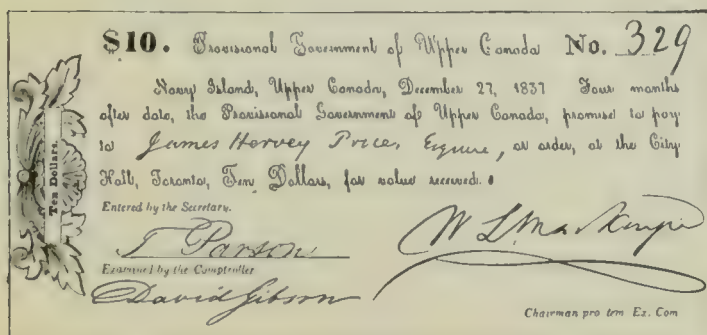 $10. Provisional Government of Upper Canada No. 329
Navy Island, Upper Canada, December 27, 1837 Four months
after date, the Provisional Government of Upper Canada, promise to pay
to James Hervey Price, Esquire, or order, at the City
Hall, Toronto, Ten Dollars, for value received.
Ten Dollars.
Entered by the Secretary.
T Parson
Examined by the Comptroller
David Gibson
W L Mackenzie
Chairman pro tem Ex. Com